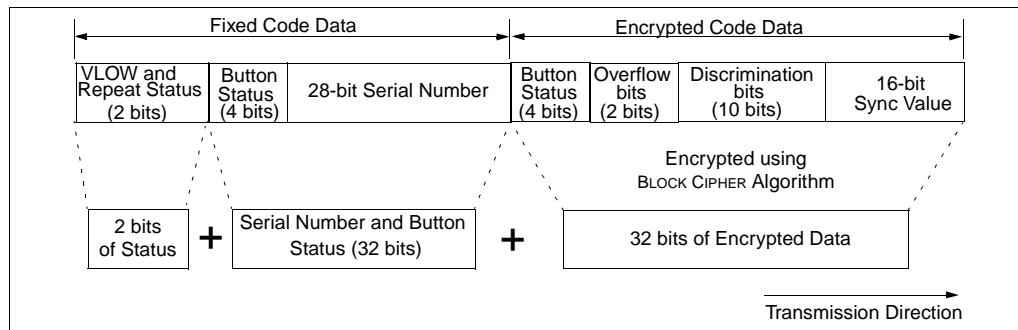 Fixed Code Data
Encrypted Code Data
VLOW and
Repeat Status
(2 bits)
Button
Status
(4 bits)
28-bit Serial Number
Button
Status
(4 bits)
Overflow
bits
(2 bits)
Discrimination
bits
(10 bits)
16-bit
Sync Value
Encrypted using
BLOCK CIPHER Algorithm
2 bits
of Status
+
Serial Number and Button
Status (32 bits)
+
32 bits of Encrypted Data
Transmission Direction